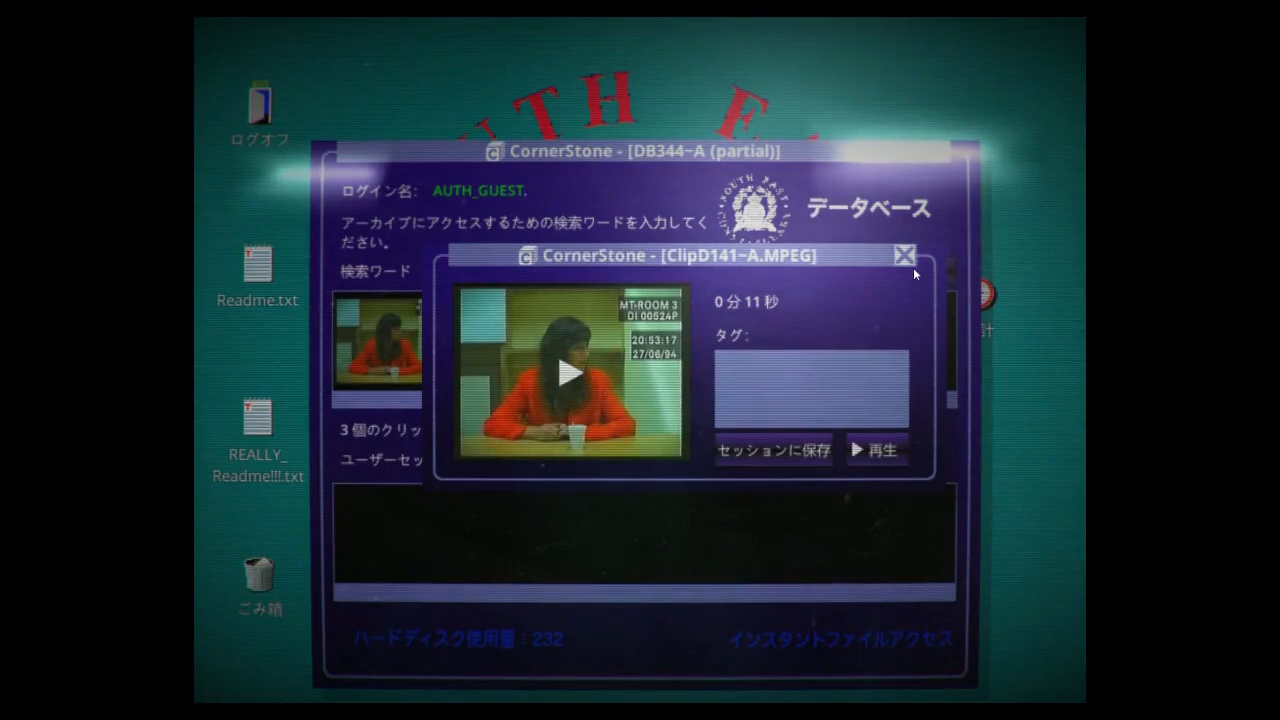 TH E
ログオフ
CornerStone - [DB344~A (partial)]
ログイン名: AUTH_GUEST.
SOUTH EAST
データベース
アーカイブにアクセスするための検索ワードを入力してく
ださい。
CornerStone - [ClipD141~A.MPEG]
検索ワード
Readme.txt
MT-ROOM 3
DI 00524P
20:53:17
27/06/94
0 分 11 秒
タグ:
計
3 個のクリッ
セッションに保存
再生
ユーザーセッ
REALLY_
Readme!!!.txt
ごみ箱
ハードディスク使用量：232
インスタントファイルアクセス